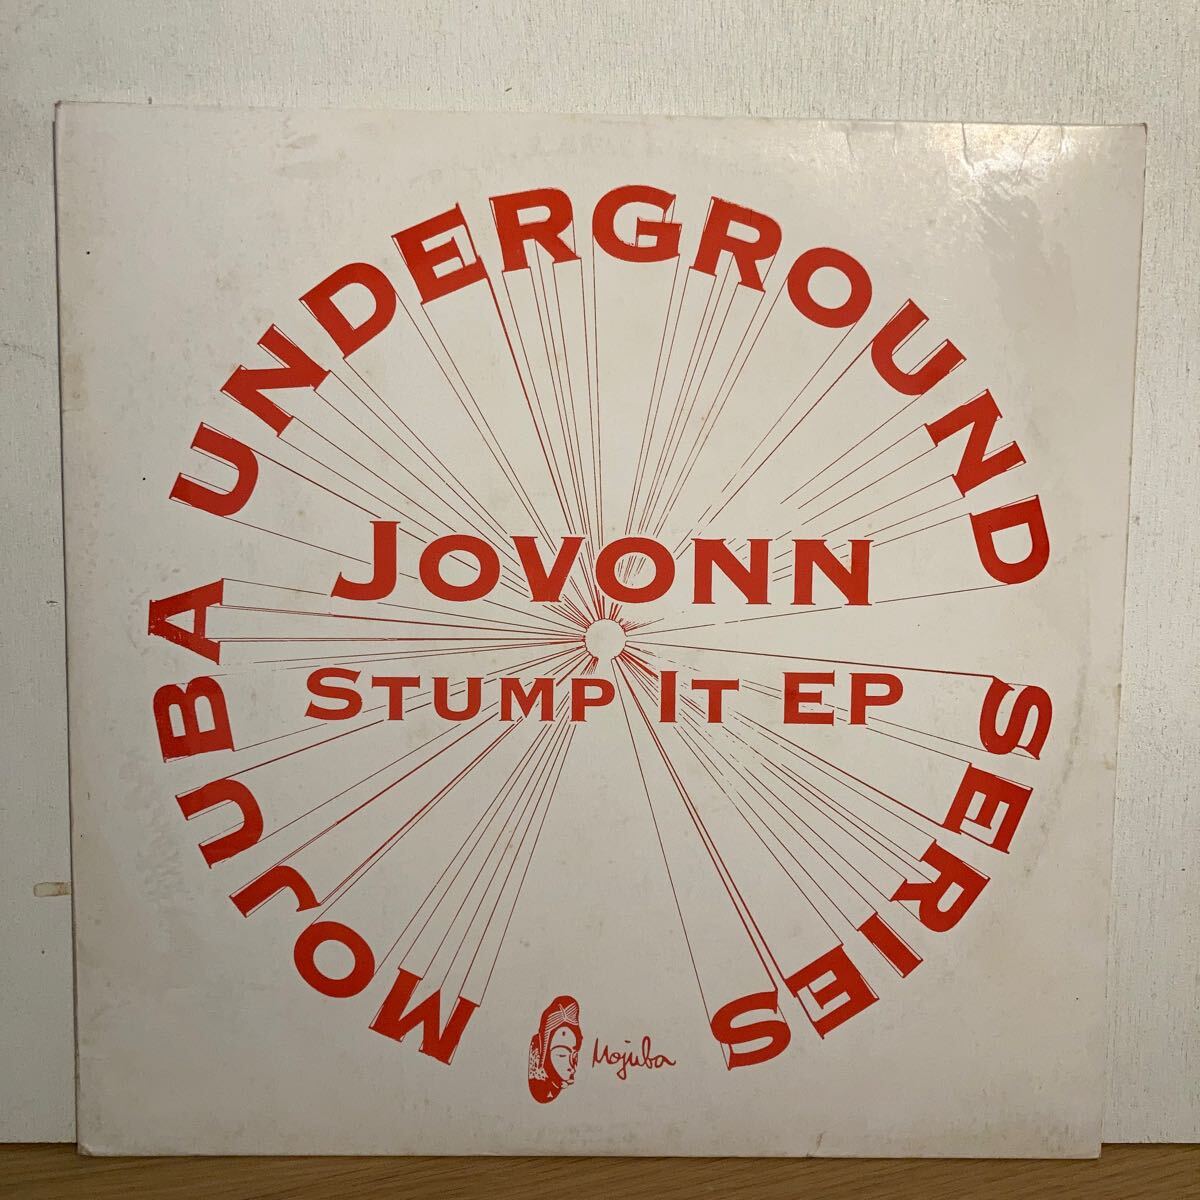 MOJUBA UNDERGROUND SERIES
JOVONN
STUMP IT EP
Mojuba